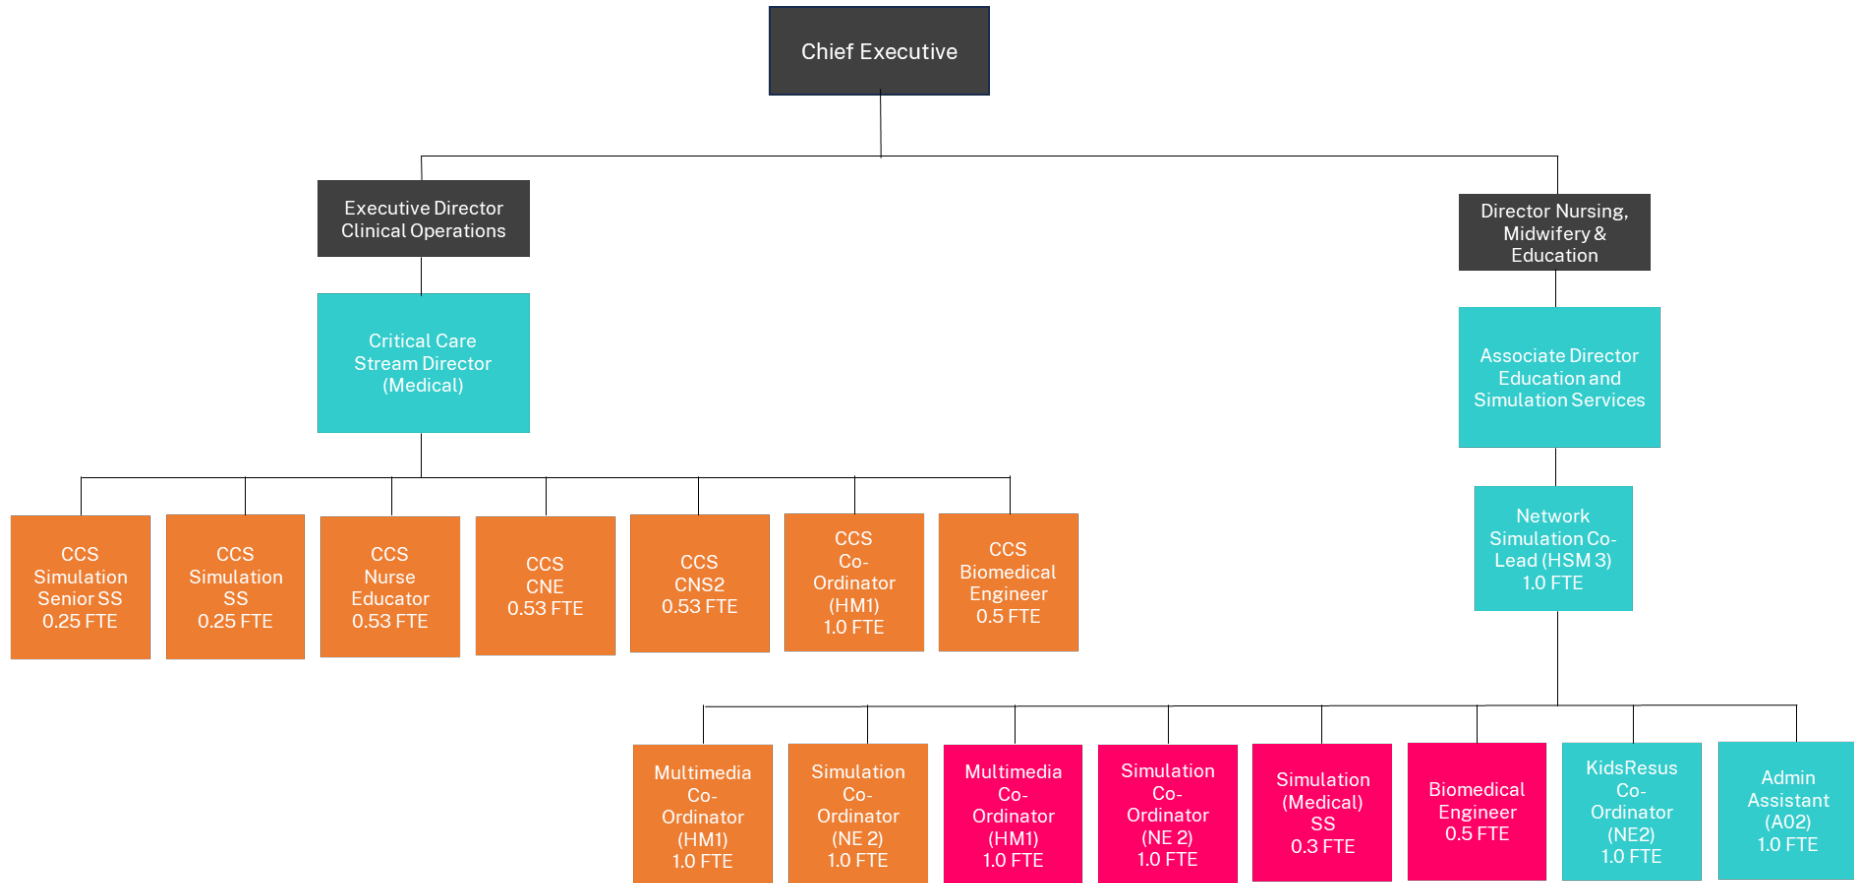 Chief Executive
Executive Director
Clinical Operations
Director Nursing,
Midwifery &
Education
Critical Care
Stream Director
(Medical)
Associate Director
Education and
Simulation Services
Network
Simulation Co-
Lead (HSM 3)
1.0 FTE
CCS
Simulation
Senior SS
0.25 FTE
CCS
Simulation
SS
0.25 FTE
CCS
Nurse
Educator
0.53 FTE
CCS
CNE
0.53 FTE
CCS
CNS2
0.53 FTE
CCS
Co-
Ordinator
(HM1)
1.0 FTE
CCS
Biomedical
Engineer
0.5 FTE
Multimedia
Co-
Ordinator
(HM1)
1.0 FTE
Simulation
Co-
Ordinator
(NE 2)
1.0 FTE
Multimedia
Co-
Ordinator
(HM1)
1.0 FTE
Simulation
Co-
Ordinator
(NE 2)
1.0 FTE
Simulation
(Medical)
SS
0.3 FTE
Biomedical
Engineer
0.5 FTE
KidsResus
Co-
Ordinator
(NE2)
1.0 FTE
Admin
Assistant
(A02)
1.0 FTE